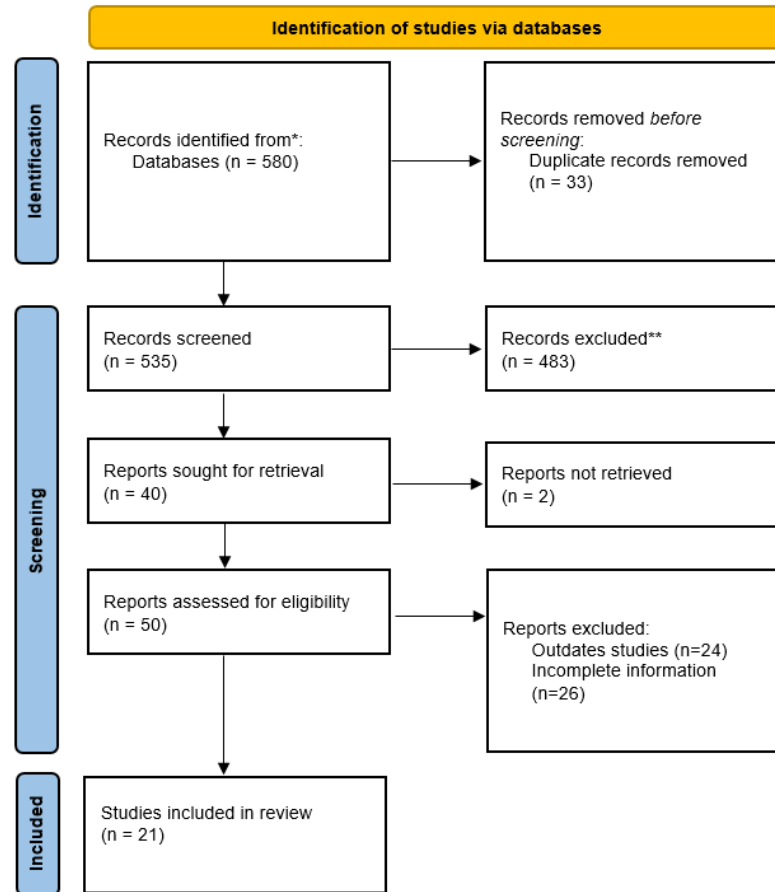 Identification of studies via databases
Identification
Records identified from*:
Databases (n = 580)
Records removed before
screening:
Duplicate records removed
(n = 33)
Screening
Records screened
(n = 535)
Records excluded**
(n = 483)
Reports sought for retrieval
(n = 40)
Reports not retrieved
(n = 2)
Reports assessed for eligibility
(n = 50)
Reports excluded:
Outdates studies (n=24)
Incomplete information
(n=26)
Included
Studies included in review
(n = 21)